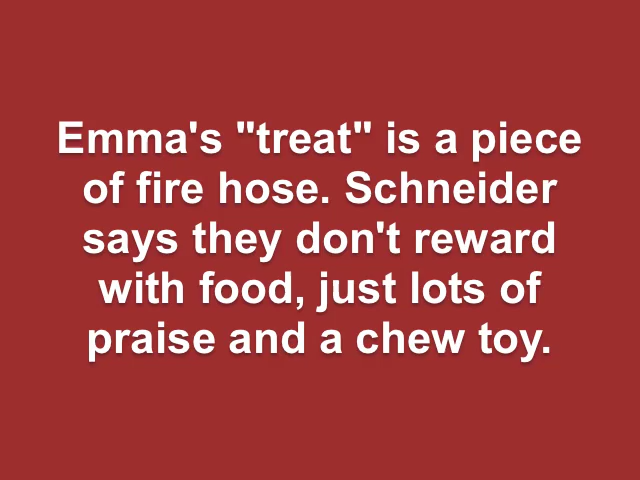 Emma's "treat" is a piece
of fire hose. Schneider
says they don't reward
with food, just lots of
praise and a chew toy.